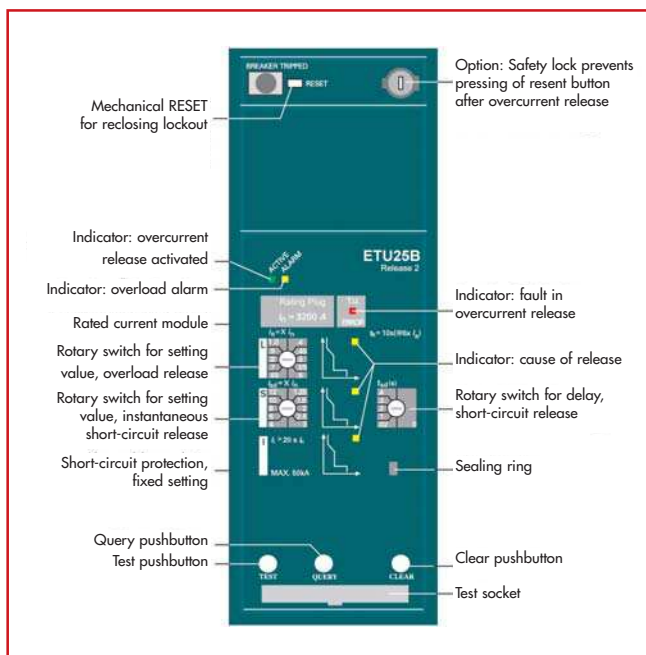 BREAKER TRIPPED
RESET
Option: Safety lock prevents
pressing of resent button
after overcurrent release
Mechanical RESET
for reclosing lockout
Indicator: overcurrent
release activated
ACTIVE
ALARM
ETU25B
Release 2
Indicator: overload alarm
Rating Plug
In = 3200 A
T.U.
ERROR
Indicator: fault in
overcurrent release
Rated current module
Rotary switch for setting
value, overload release
L
Indicator: cause of release
Rotary switch for setting
value, instantaneous
short-circuit release
S
Rotary switch for delay,
short-circuit release
Short-circuit protection,
fixed setting
I
MAX. 50kA
Sealing ring
Query pushbutton
Test pushbutton
Clear pushbutton
TEST
QUERY
CLEAR
Test socket